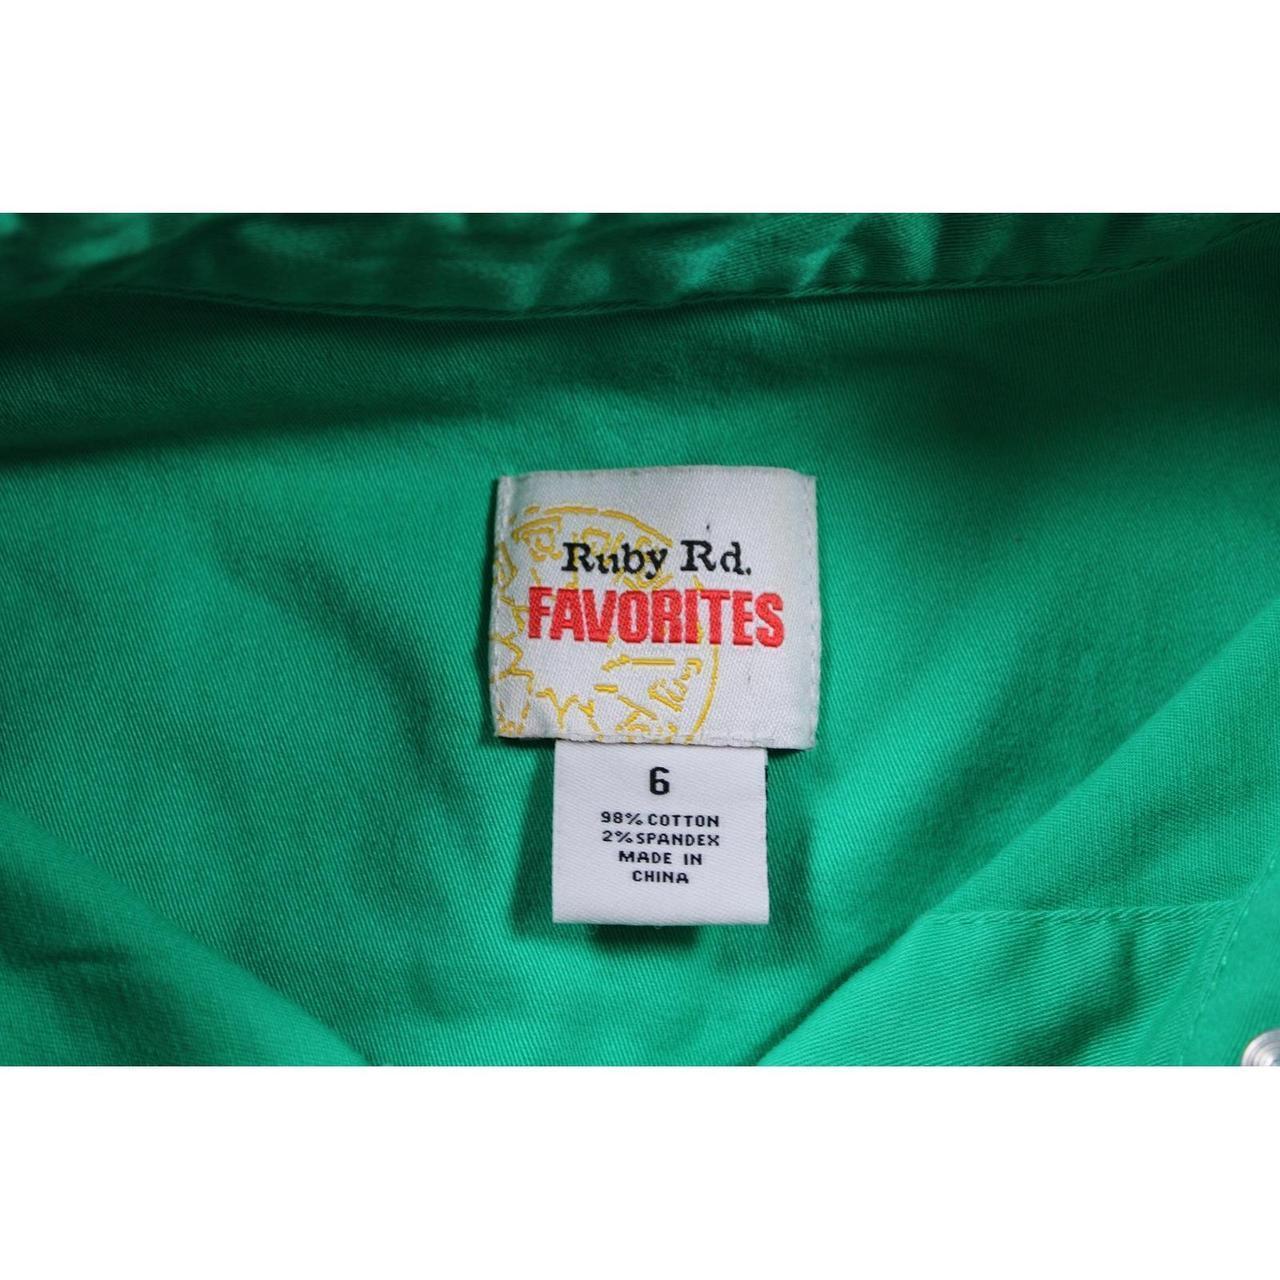 Ruby Rd.
FAVORITES
6
98% COTTON
2% SPANDEX
MADE IN
CHINA